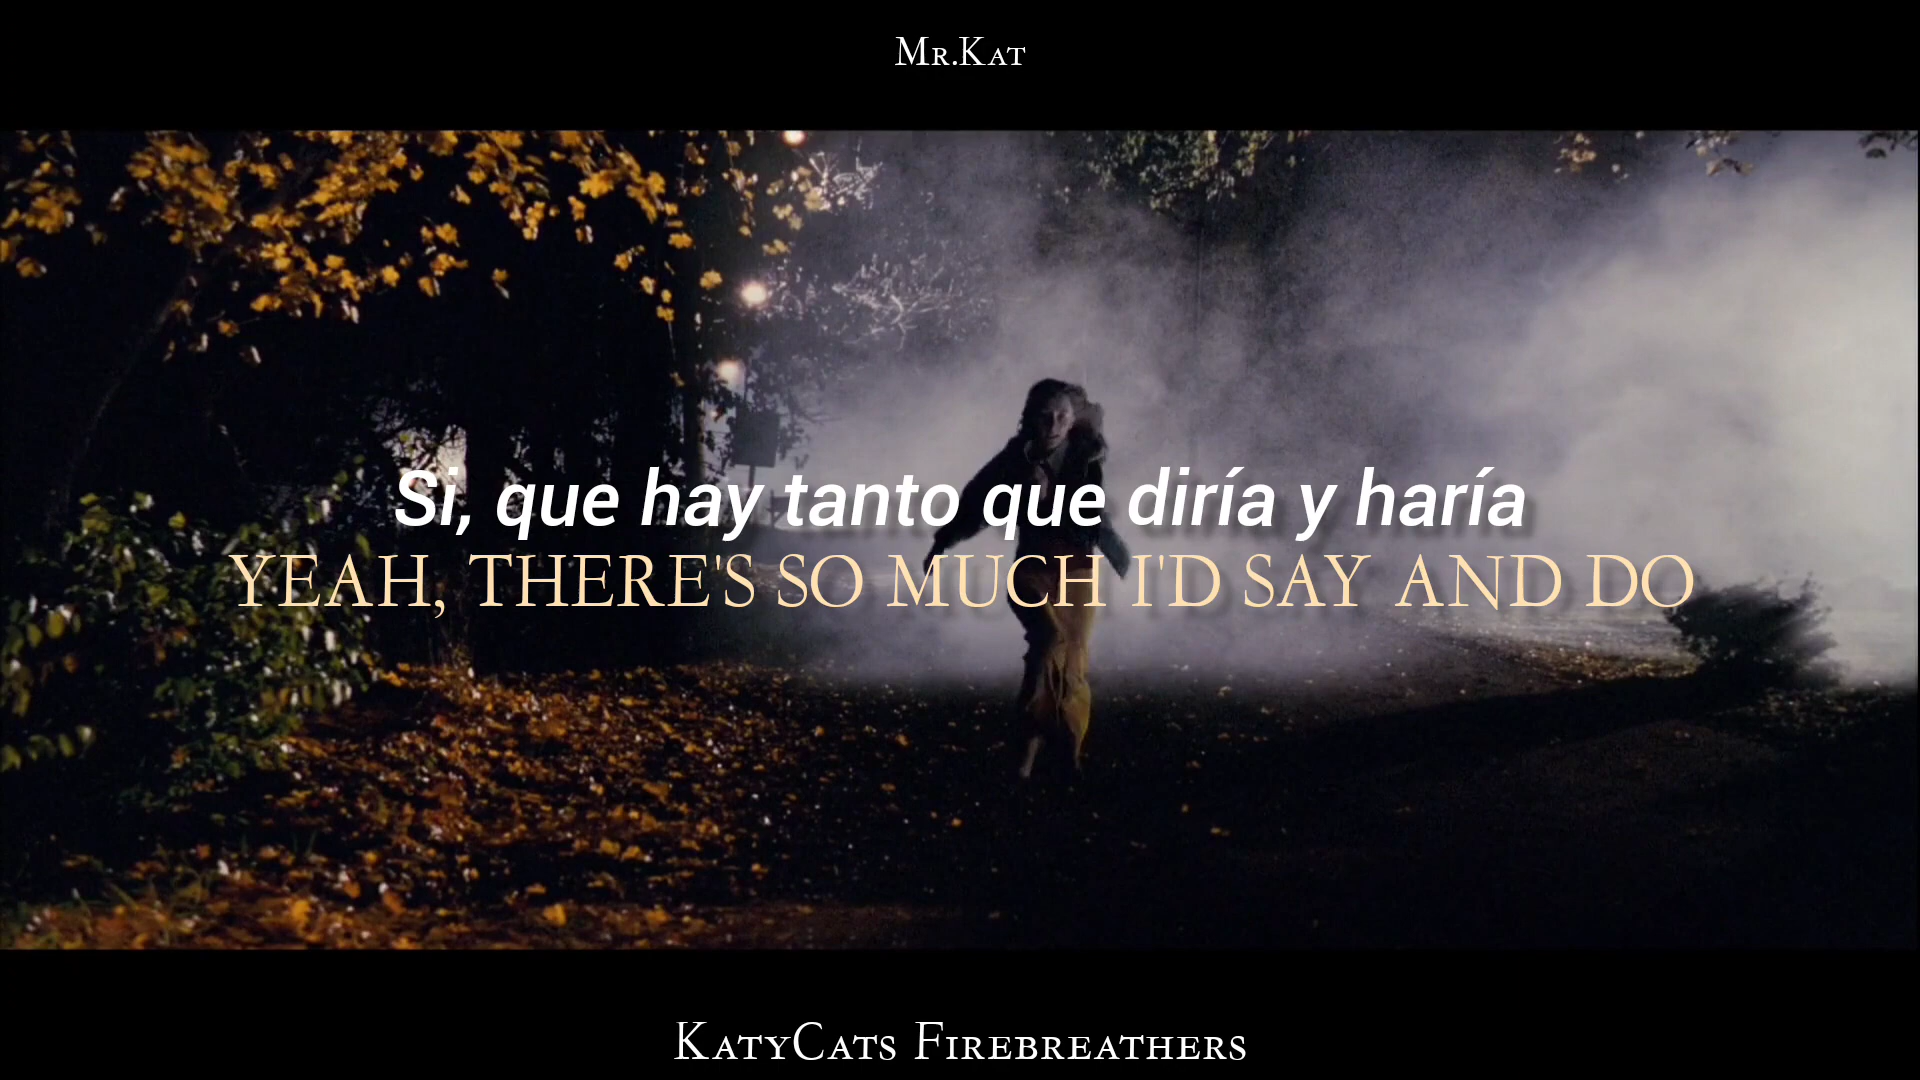 Mr.Kat
Si, que hay tanto que diría y haría
YEAH, THERE'S SO MUCH I'D SAY AND DO
KatyCats Firebreathers